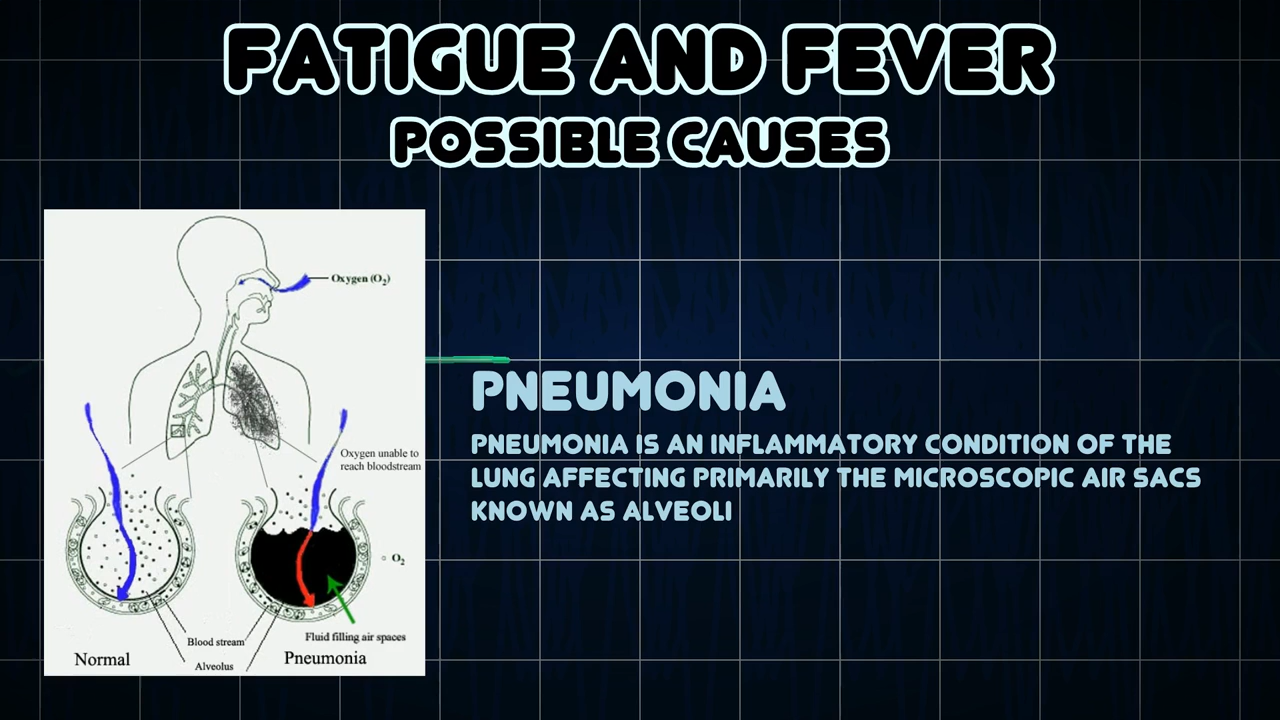 FATIGUE AND FEVER
POSSIBLE CAUSES
Oxygen (O₂)
PNEUMONIA
PNEUMONIA IS AN INFLAMMATORY CONDITION OF THE
LUNG AFFECTING PRIMARILY THE MICROSCOPIC AIR SACS
KNOWN AS ALVEOLI
Oxygen unable to
reach bloodstream
O₂
Blood stream
Fluid filling air spaces
Alveolus
Normal
Pneumonia